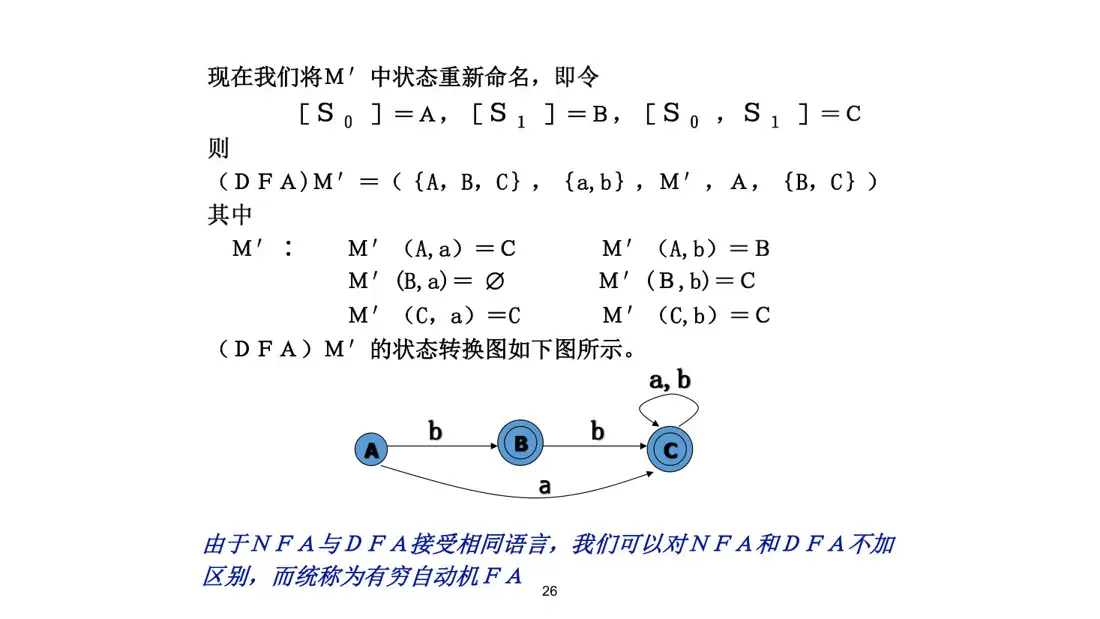 现在我们将M′中状态重新命名，即令
[S₀]=A，[S₁]=B，[S₀，S₁]=C
则
(DFA)M′=({A，B，C}，{a,b}，M′，A，{B，C})
其中
M′： M′（A,a）=C M′（A,b）=B
M′(B,a)= ∅ M′(B,b)=C
M′（C，a）=C M′（C,b）=C
（DFA）M′的状态转换图如下图所示。
a,b
b b
A B C
a
由于NFA与DFA接受相同语言，我们可以对NFA和DFA不加
区别，而统称为有穷自动机FA
26